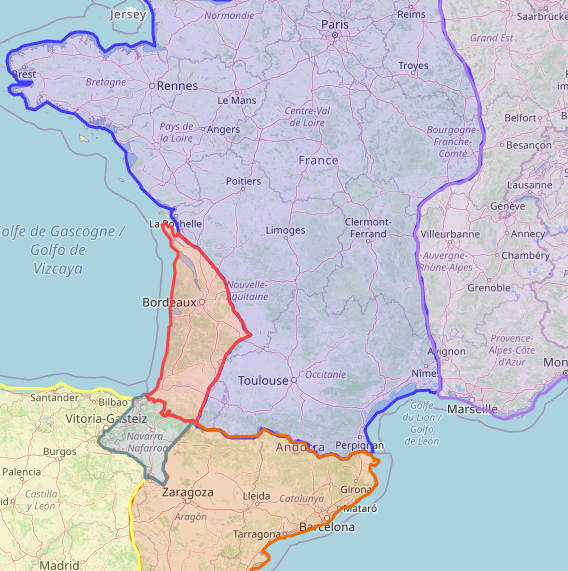 Jersey
Normandie
Paris
Reims
Saarbrücke
Grand Est
Brest
Bretagne
Rennes
Troyes
Le Mans
Centre-Val
de Loire
Belfort
Pays de
la Loire
Angers
Bourgogne-
Franche-
Comté
Besançon
France
Poitiers
Lausanne
La Rochelle
Limoges
Clermont-
Ferrand
Genève
Villeurbanne
Annecy
Golfe de Gascogne /
Golfo de
Vizcaya
Auvergne-
Rhône-Alpes
Chambéry
Grenoble
Nouvelle-
Aquitaine
Bordeaux
Provence-
Alpes-Côte
d'Azur
Avignon
Mon
Toulouse
Occitanie
Nîmes
Santander
Bilbao
Marseille
Golfe
du Lion /
Golfo
de León
Vitoria-Gasteiz
Navarra
- Nafarroa
Burgos
Andorra
Perpignan
Palencia
Castilla
y León
Zaragoza
Lleida
Catalunya
Girona
Mataró
Aragón
Barcelona
Tarragona
Madrid